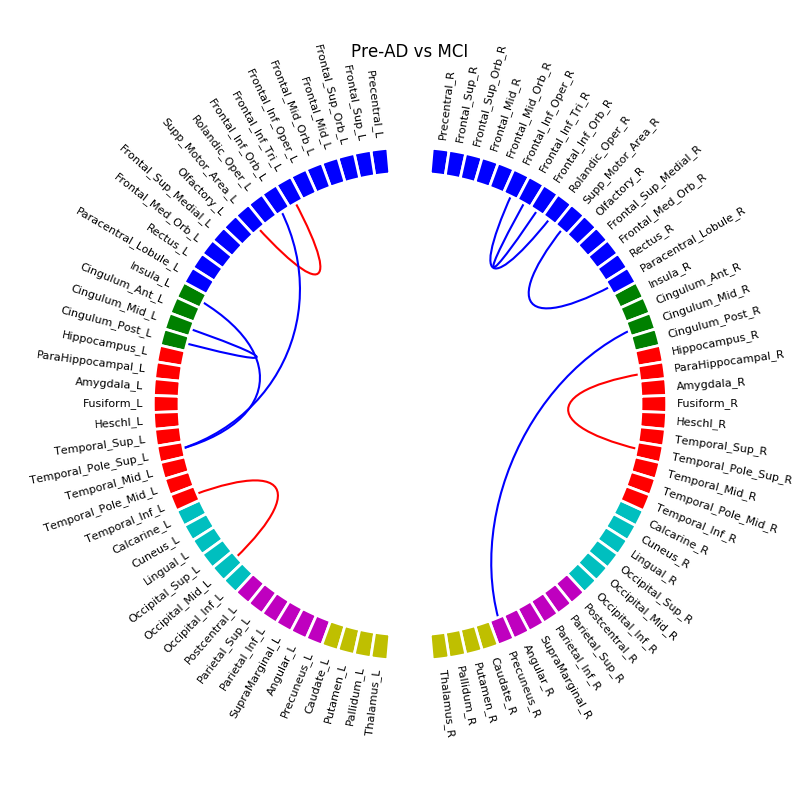 Pre-AD vs MCI
Precentral_L
Frontal_Sup_L
Frontal_Sup_Orb_L
Frontal_Mid_L
Frontal_Mid_Orb_L
Frontal_Inf_Oper_L
Frontal_Inf_Tri_L
Frontal_Inf_Orb_L
Rolandic_Oper_L
Supp_Motor_Area_L
Olfactory_L
Frontal_Sup_Medial_L
Frontal_Med_Orb_L
Rectus_L
Paracentral_Lobule_L
Insula_L
Cingulum_Ant_L
Cingulum_Mid_L
Cingulum_Post_L
Hippocampus_L
ParaHippocampal_L
Amygdala_L
Fusiform_L
Heschl_L
Temporal_Sup_L
Temporal_Pole_Sup_L
Temporal_Mid_L
Temporal_Pole_Mid_L
Temporal_Inf_L
Calcarine_L
Cuneus_L
Lingual_L
Occipital_Sup_L
Occipital_Mid_L
Occipital_Inf_L
Postcentral_L
Parietal_Sup_L
Parietal_Inf_L
SupraMarginal_L
Angular_L
Precuneus_L
Caudate_L
Putamen_L
Pallidum_L
Thalamus_L
Precentral_R
Frontal_Sup_R
Frontal_Sup_Orb_R
Frontal_Mid_R
Frontal_Mid_Orb_R
Frontal_Inf_Oper_R
Frontal_Inf_Tri_R
Frontal_Inf_Orb_R
Rolandic_Oper_R
Supp_Motor_Area_R
Olfactory_R
Frontal_Sup_Medial_R
Frontal_Med_Orb_R
Rectus_R
Paracentral_Lobule_R
Insula_R
Cingulum_Ant_R
Cingulum_Mid_R
Cingulum_Post_R
Hippocampus_R
ParaHippocampal_R
Amygdala_R
Fusiform_R
Heschl_R
Temporal_Sup_R
Temporal_Pole_Sup_R
Temporal_Mid_R
Temporal_Pole_Mid_R
Temporal_Inf_R
Calcarine_R
Cuneus_R
Lingual_R
Occipital_Sup_R
Occipital_Mid_R
Occipital_Inf_R
Postcentral_R
Parietal_Sup_R
Parietal_Inf_R
SupraMarginal_R
Angular_R
Precuneus_R
Caudate_R
Putamen_R
Pallidum_R
Thalamus_R